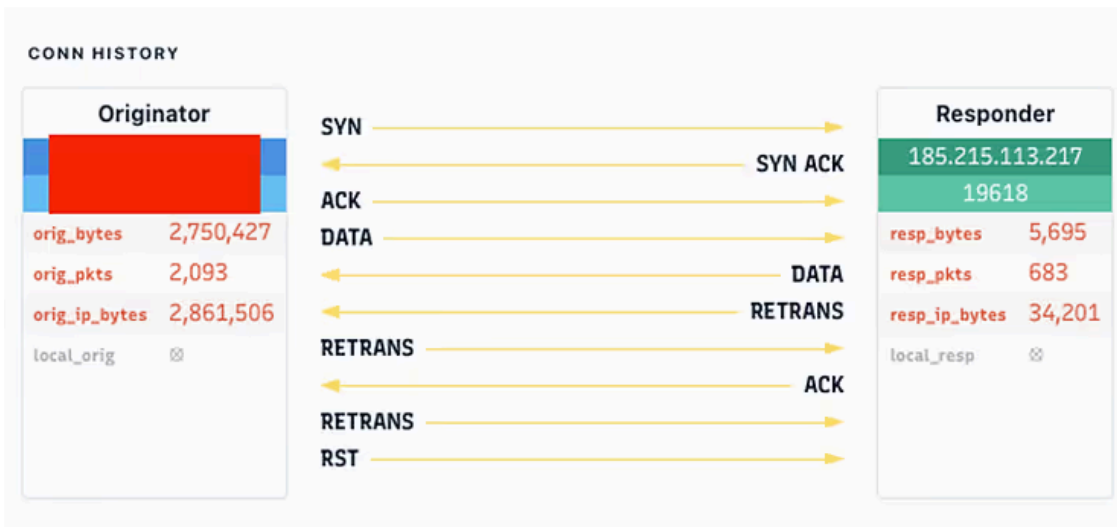 CONN HISTORY
Originator
SYN
SYN ACK
ACK
DATA
DATA
RETRANS
RETRANS
ACK
RETRANS
RST
Responder
185.215.113.217
19618
orig_bytes 2,750,427
orig_pkts 2,093
orig_ip_bytes 2,861,506
local_orig
resp_bytes 5,695
resp_pkts 683
resp_ip_bytes 34,201
local_resp